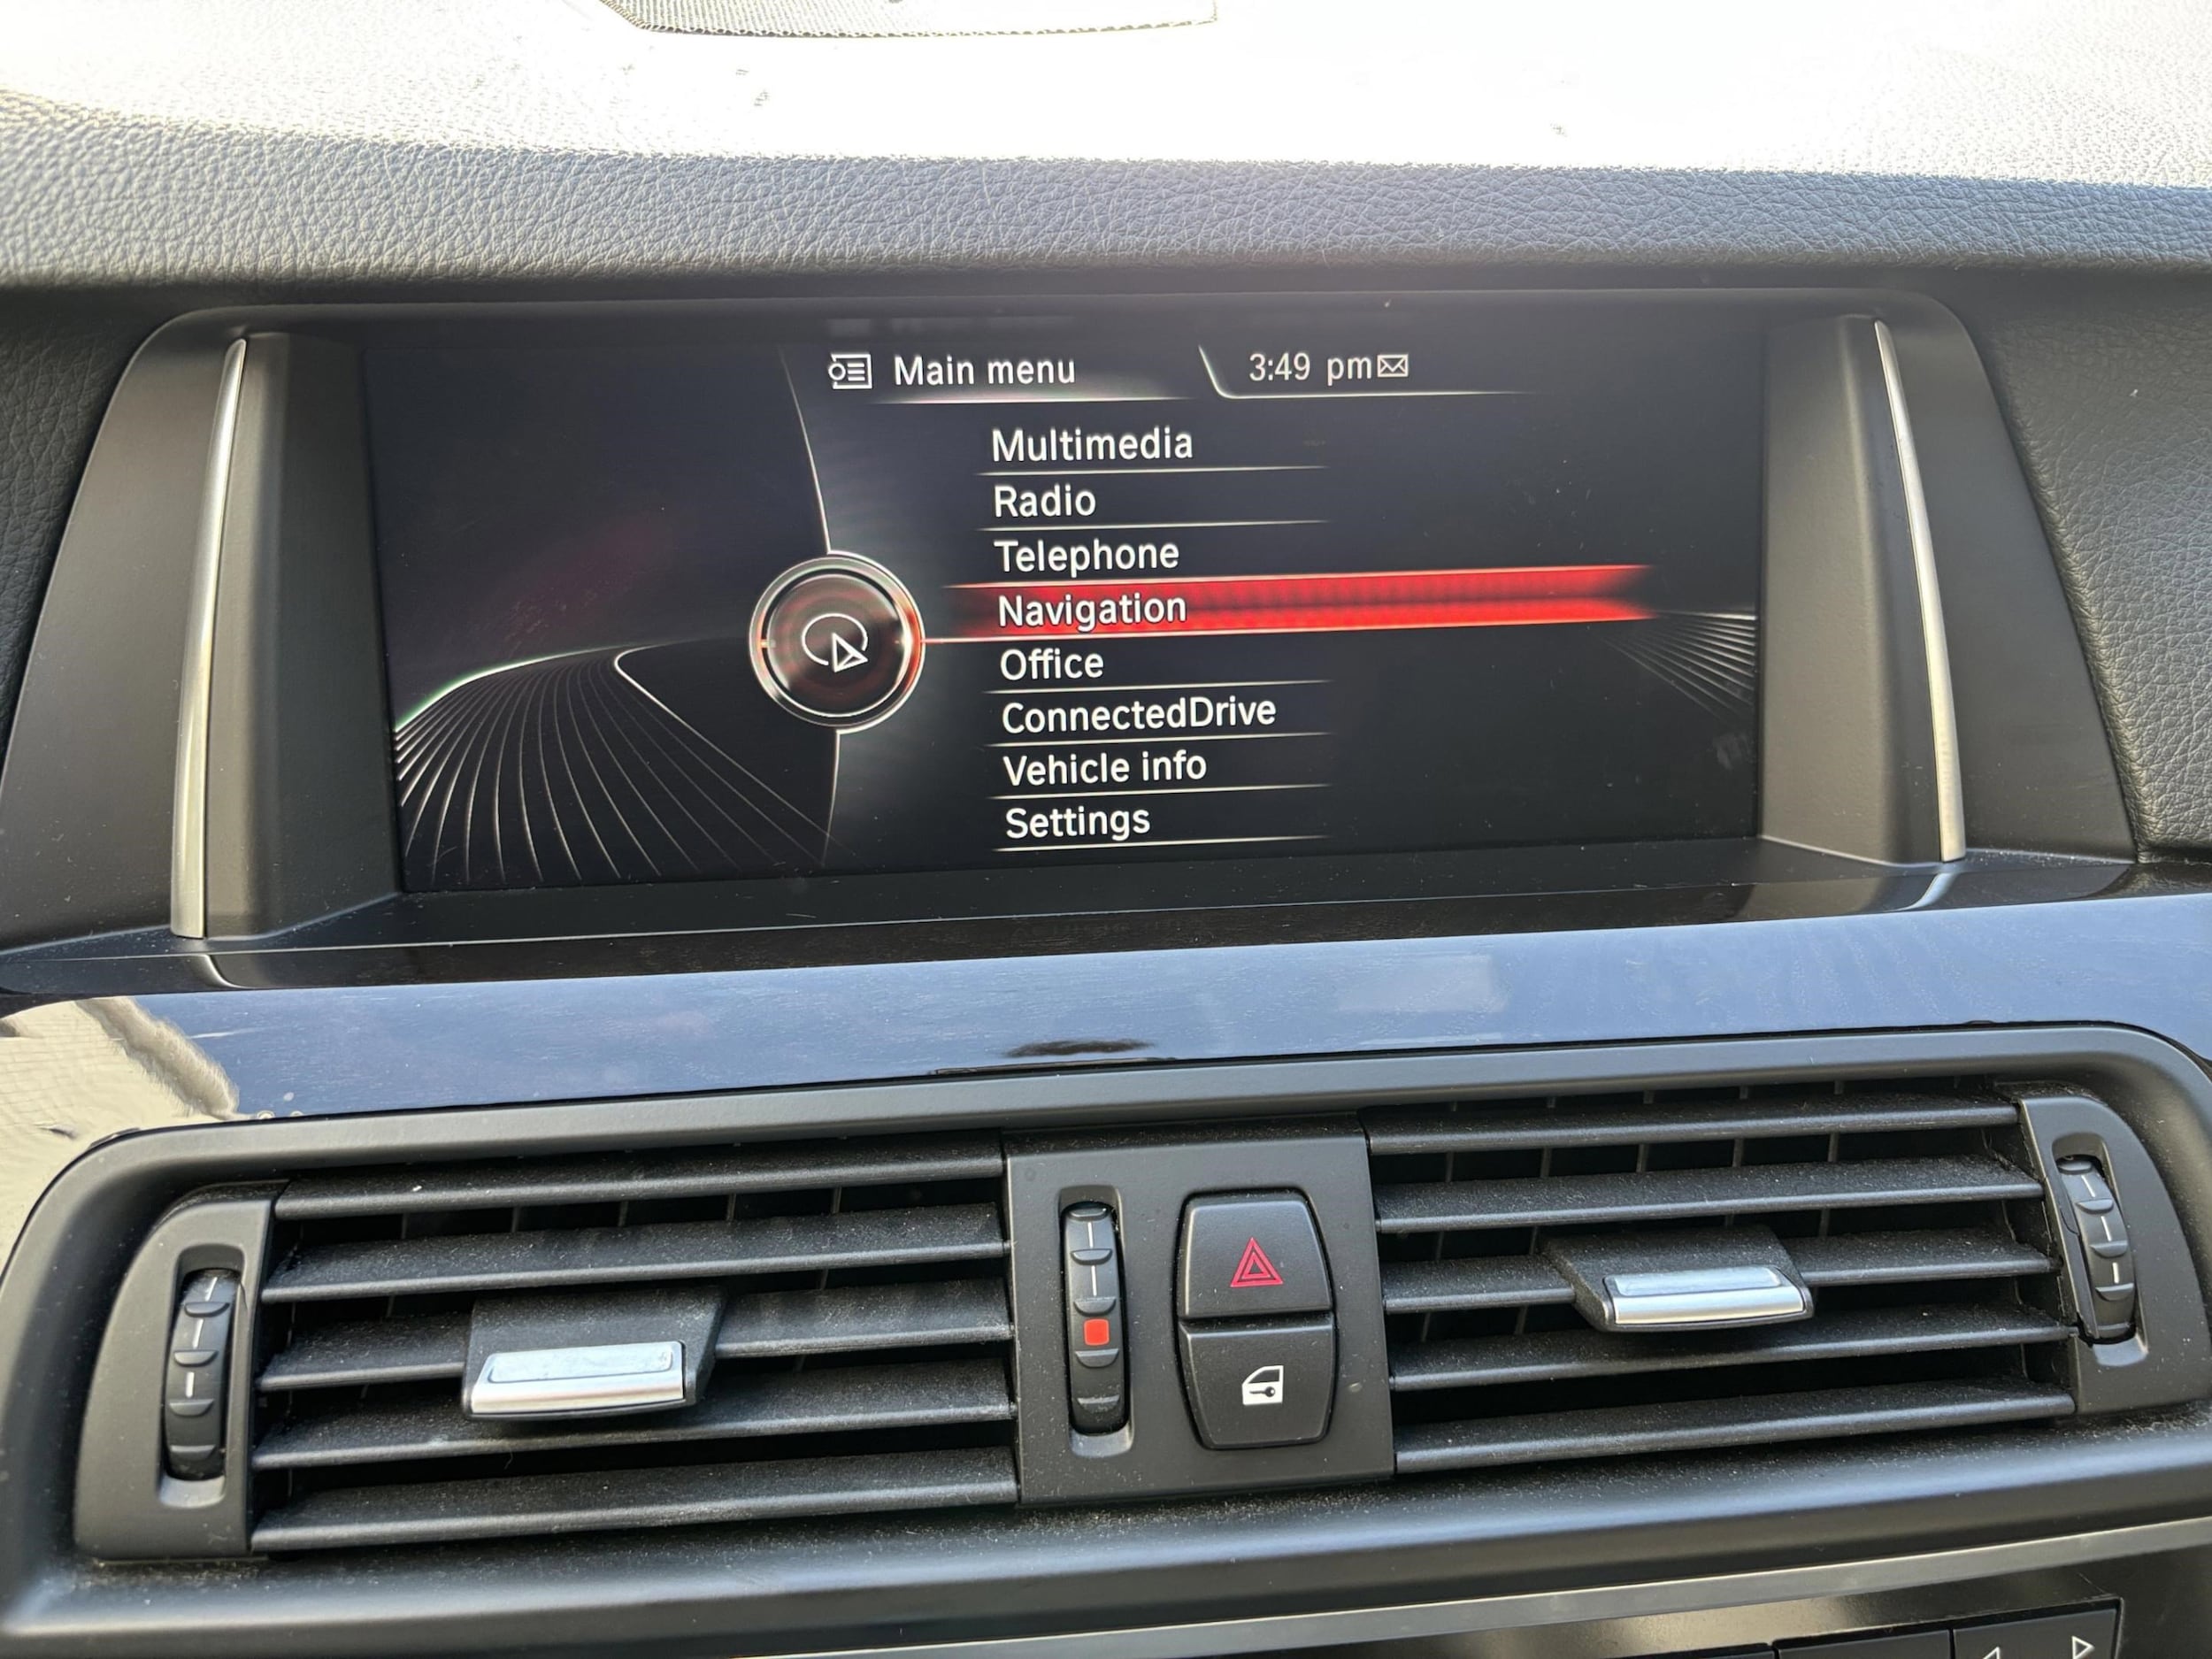 Main menu 3:49 pm
Multimedia
Radio
Telephone
Navigation
Office
ConnectedDrive
Vehicle info
Settings